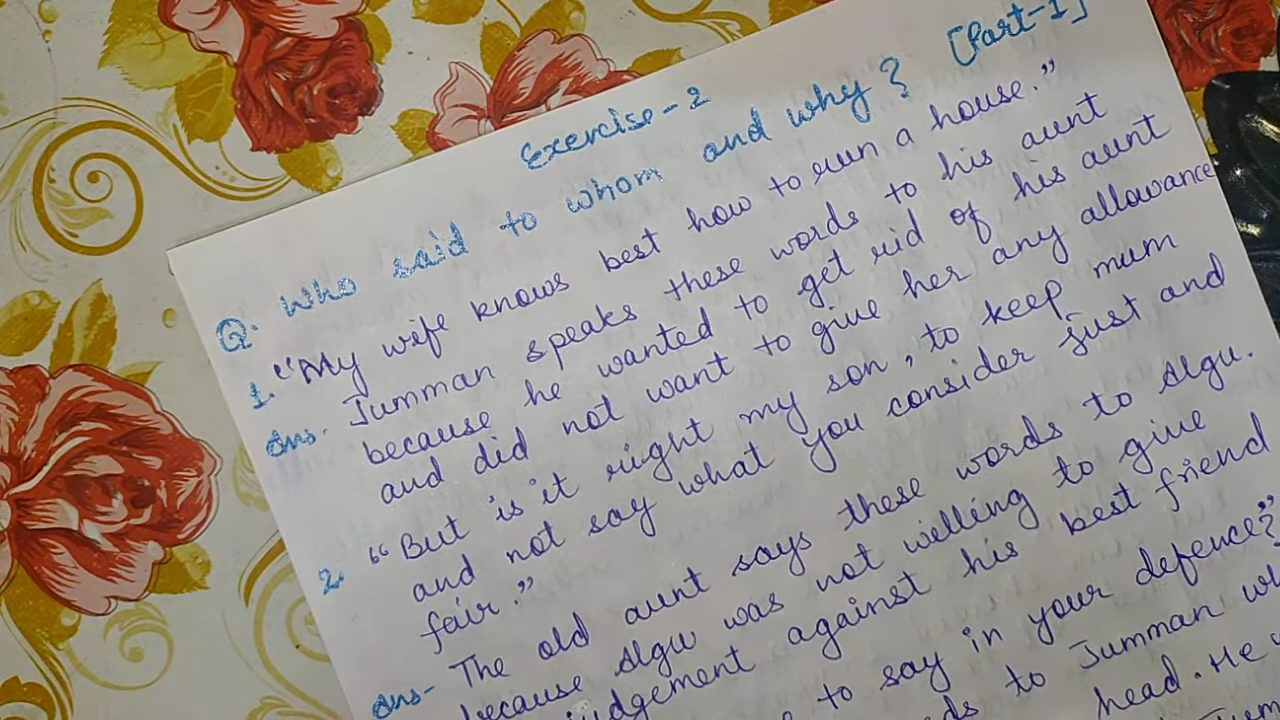 Exercise-2
[Part-1]
Q. Who said to whom and why?
1. "My wife knows best how to run a house."
Ans- Jumman speaks these words to his aunt
because he wanted to get rid of his aunt
and did not want to give her any allowance
2. "But is it right my son, to keep mum
and not say what you consider just and
fair."
Ans- The old aunt says these words to Algu.
because Algu was not welling to give
judgement against his best friend
to say in your defence?"
to Jumman
head. He